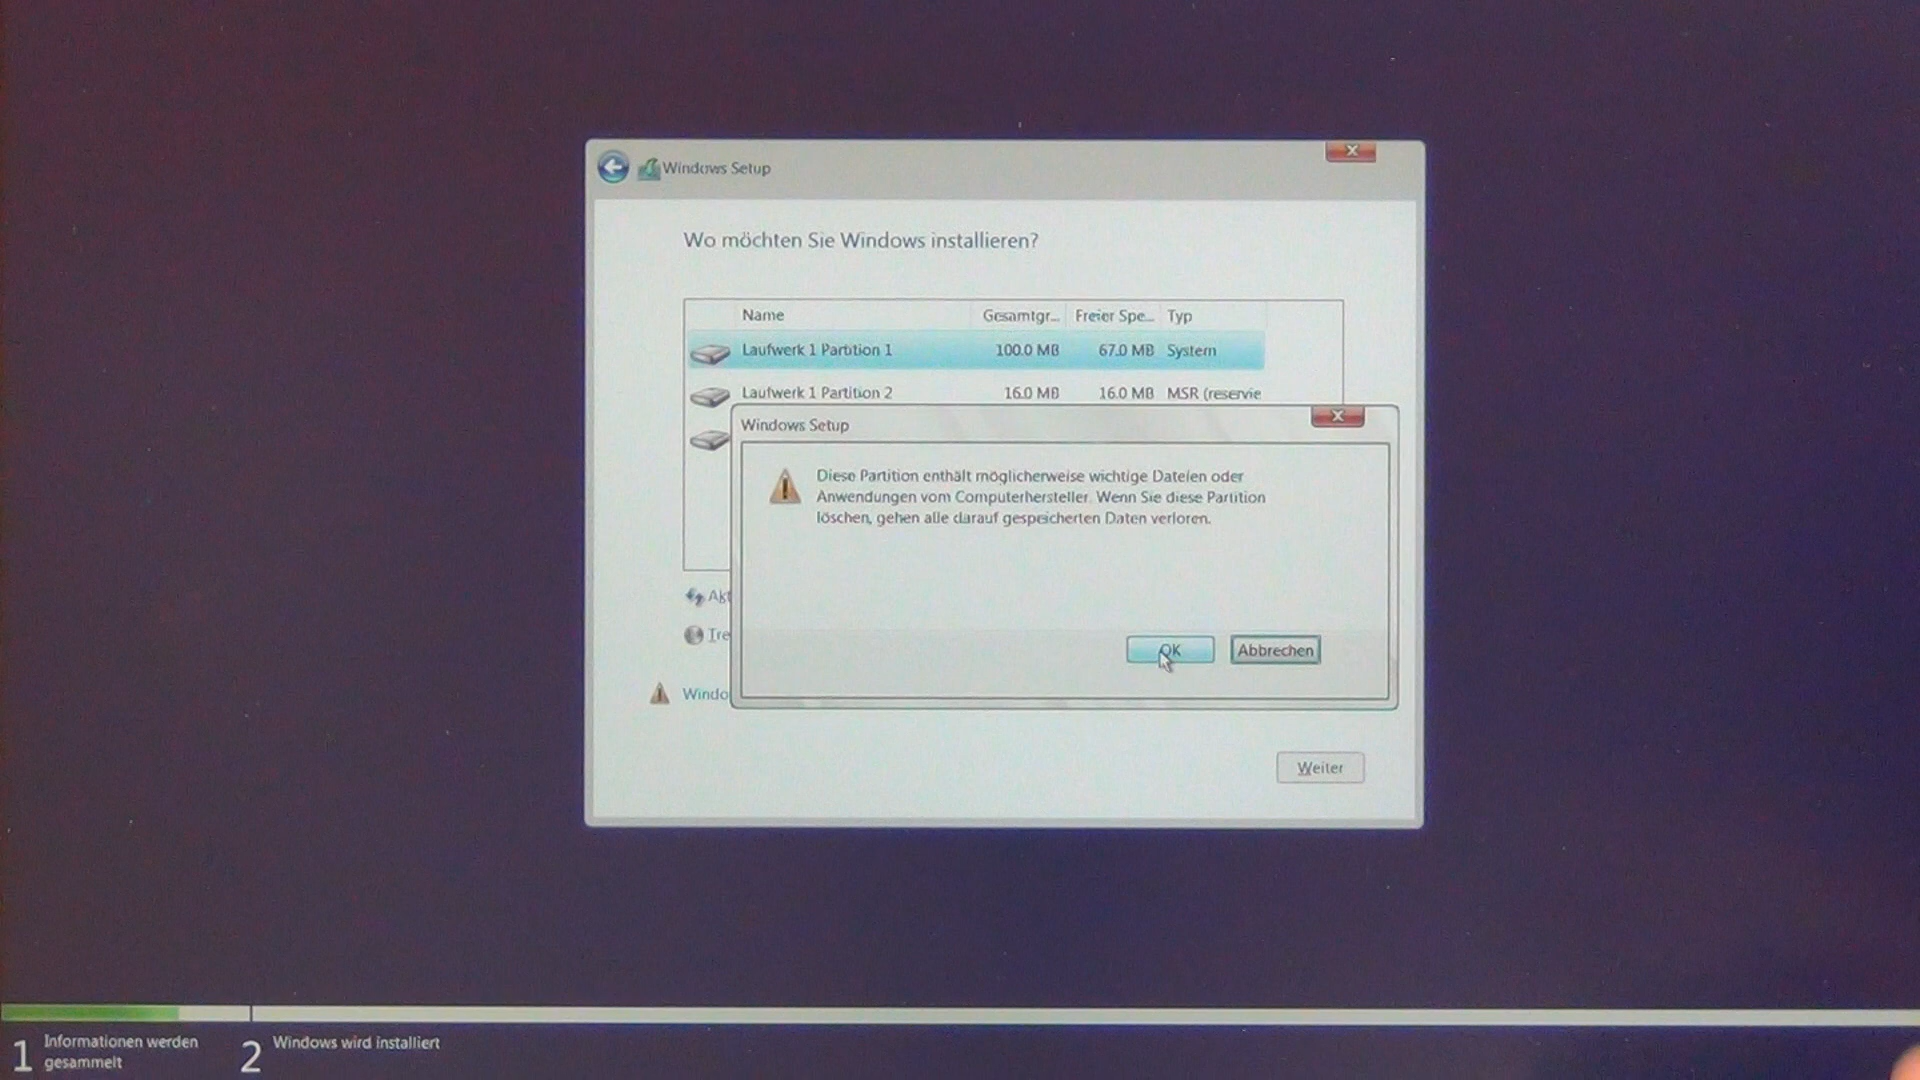 Windows Setup
Wo möchten Sie Windows installieren?
Name Gesamtgr... Freier Spe... Typ
Laufwerk 1 Partition 1 100.0 MB 67.0 MB System
Laufwerk 1 Partition 2 16.0 MB 16.0 MB MSR (reservie
Windows Setup
Diese Partition enthält möglicherweise wichtige Dateien oder
Anwendungen vom Computerhersteller. Wenn Sie diese Partition
löschen, gehen alle darauf gespeicherten Daten verloren.
Akt
Tre
OK Abbrechen
Windo
Weiter
1 Informationen werden
gesammelt
2 Windows wird installiert